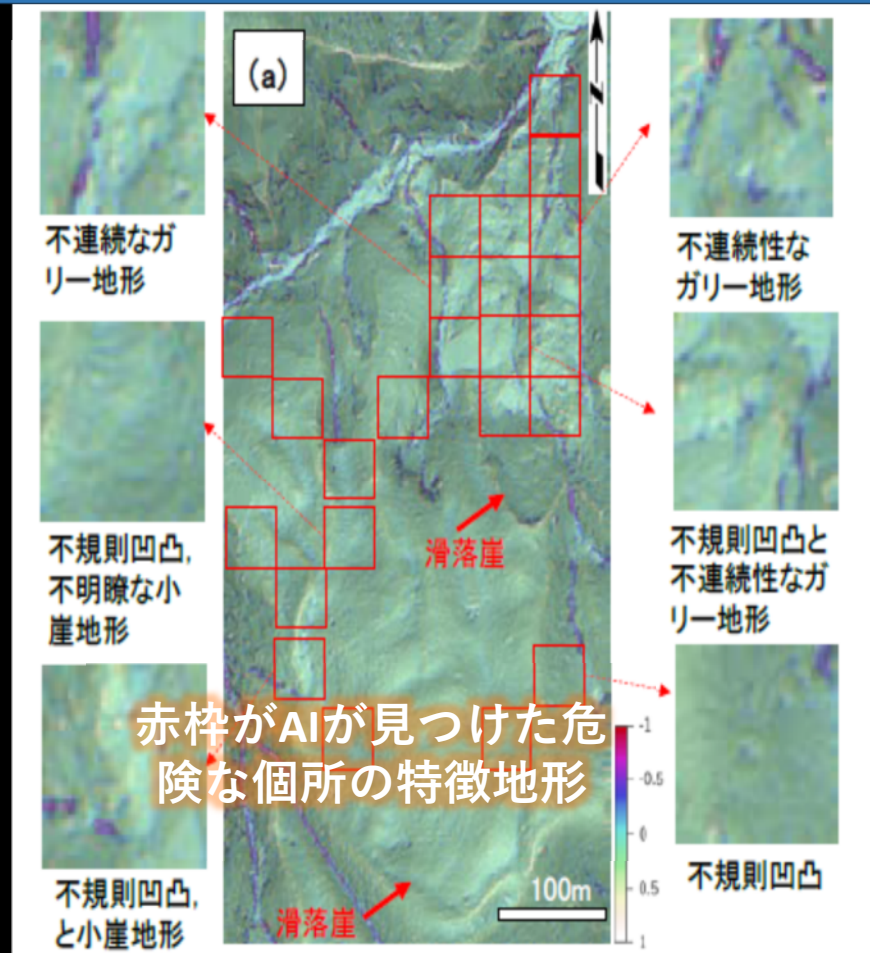 (a)
N
不連続なガ
リー地形
不連続性な
ガリー地形
不規則凹凸,
不明瞭な小
崖地形
滑落崖
不規則凹凸と
不連続性なガ
リー地形
赤枠がAIが見つけた危
険な個所の特徴地形
-1
-0.5
0
0.5
1
不規則凹凸,
と小崖地形
滑落崖
100m
不規則凹凸